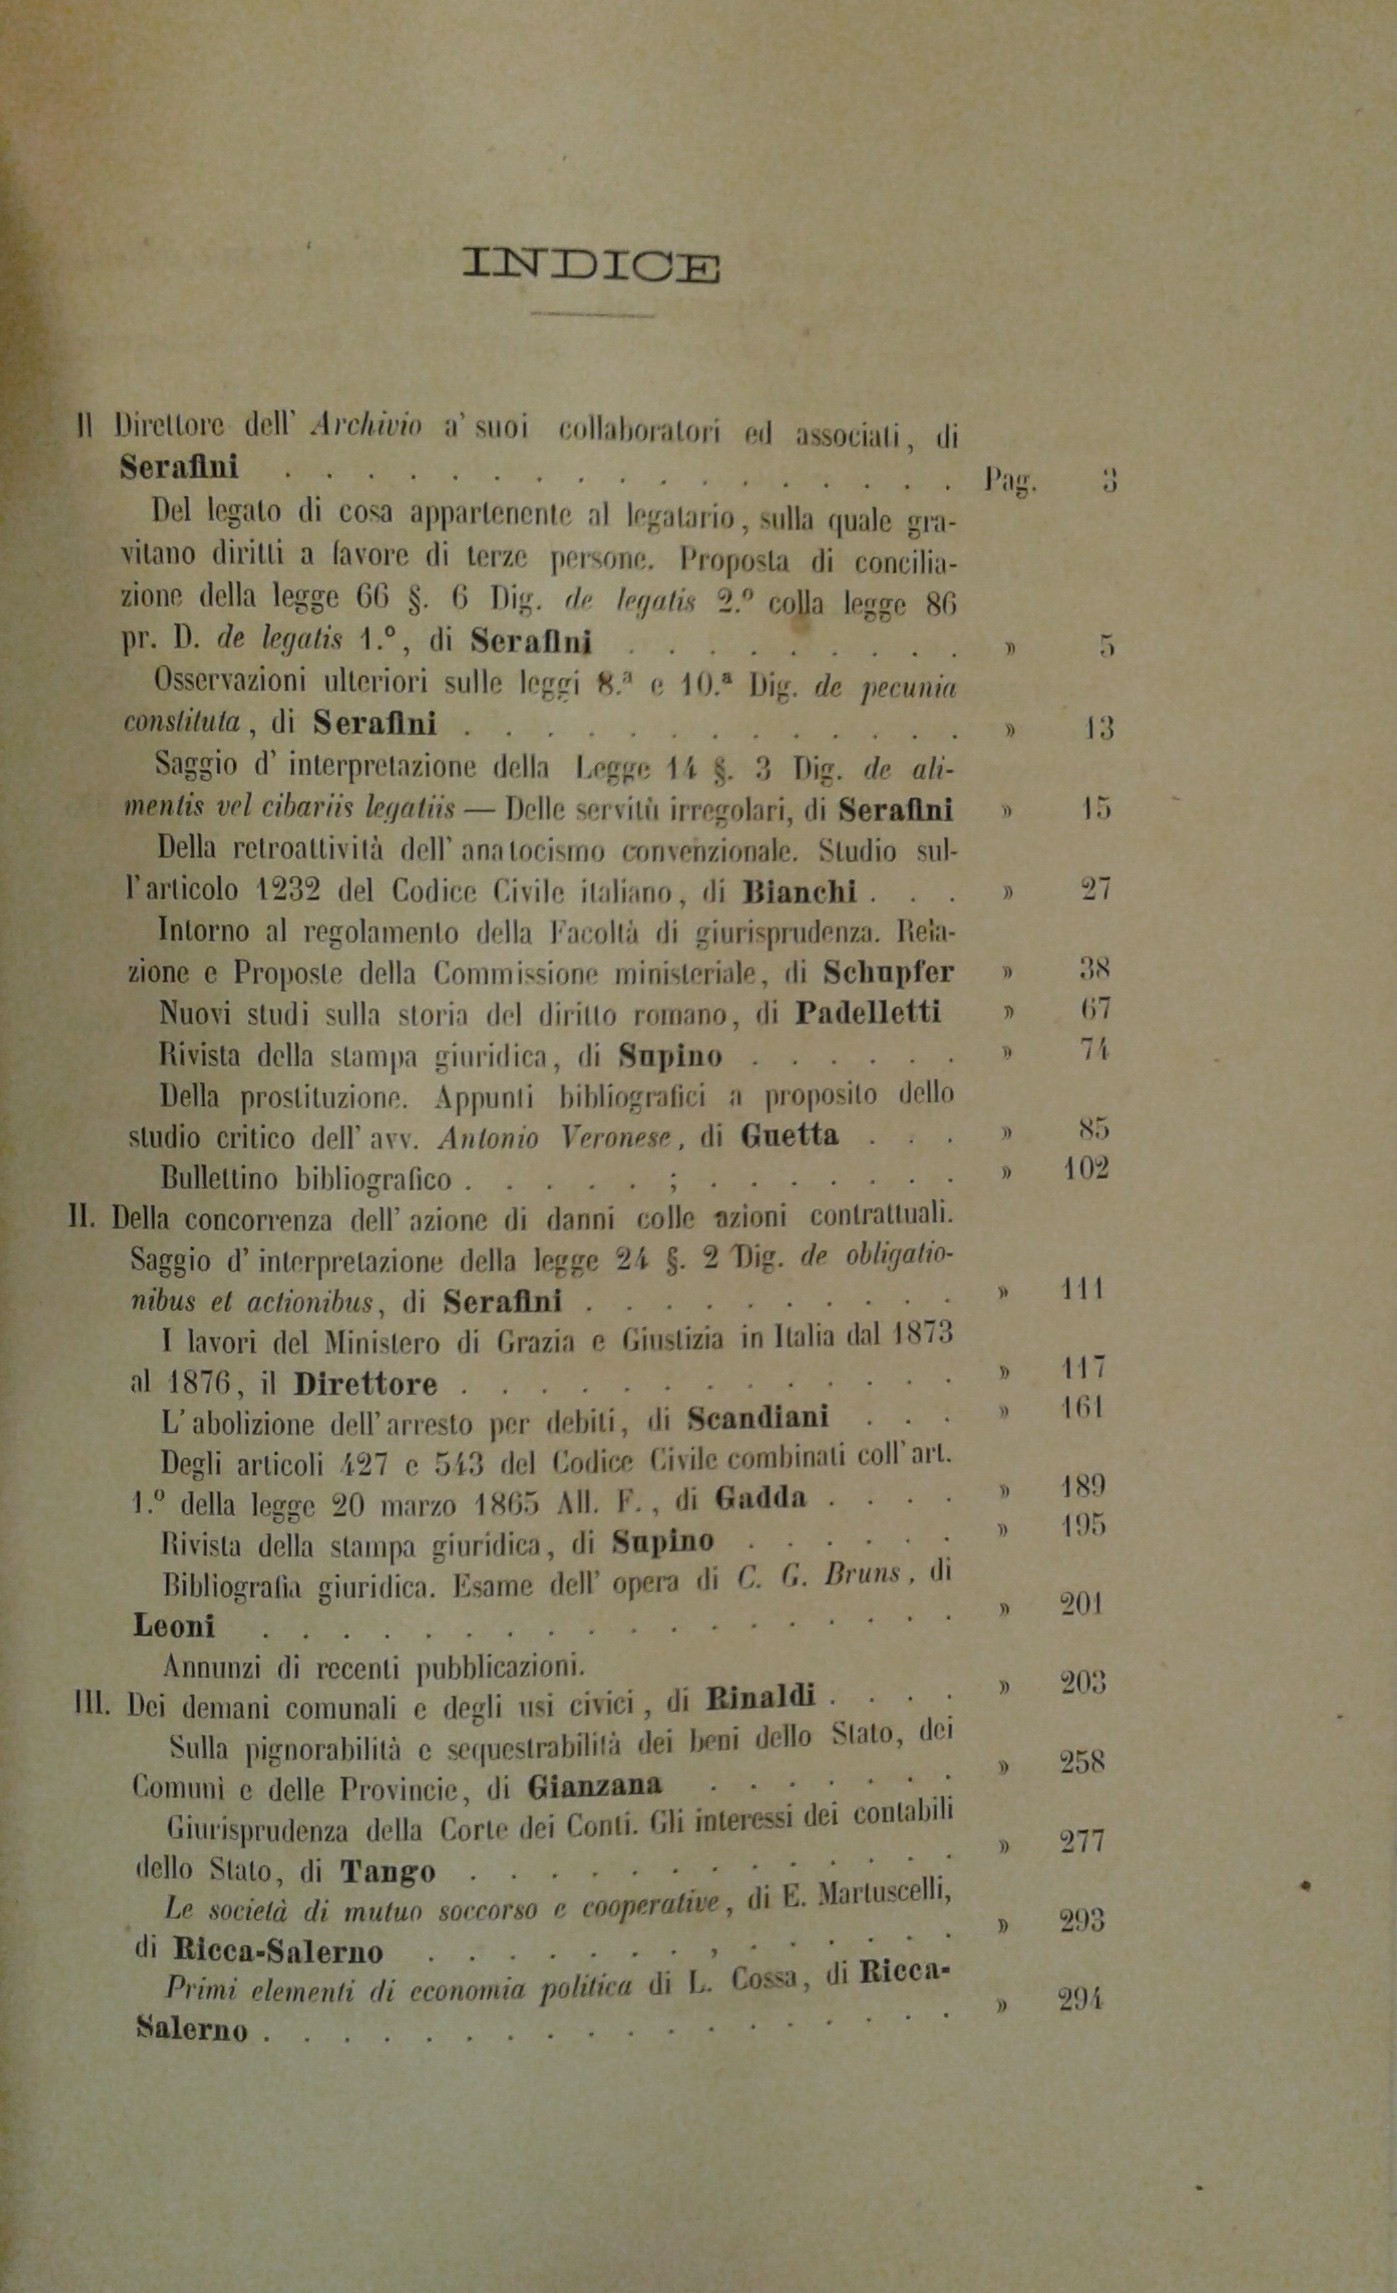 INDICE
Il Direttore dell' Archivio a' suoi collaboratori ed associati, di
Serafini . . . . . . . . . . . . . . . . . Pag. 3
Del legato di cosa appartenente al legatario, sulla quale gra-
vitano diritti a favore di terze persone. Proposta di concilia-
zione della legge 66 §. 6 Dig. de legatis 2.º colla legge 86
pr. D. de legatis 1.º, di Serafini . . . . . . . . . » 5
Osservazioni ulteriori sulle leggi 8.ª e 10.ª Dig. de pecunia
constituta, di Serafini . . . . . . . . . . . . . » 13
Saggio d' interpretazione della Legge 14 §. 3 Dig. de ali-
mentis vel cibariis legatiis — Delle servitù irregolari, di Serafini » 15
Della retroattività dell' anatocismo convenzionale. Studio sul-
l'articolo 1232 del Codice Civile italiano, di Bianchi . . . » 27
Intorno al regolamento della Facoltà di giurisprudenza. Rela-
zione e Proposte della Commissione ministeriale, di Schupfer » 38
Nuovi studi sulla storia del diritto romano, di Padelletti » 67
Rivista della stampa giuridica, di Supino . . . . . . » 74
Della prostituzione. Appunti bibliografici a proposito dello
studio critico dell' avv. Antonio Veronese, di Guetta . . . » 85
Bullettino bibliografico . . . . . ; . . . . . . . » 102
II. Della concorrenza dell' azione di danni colle azioni contrattuali.
Saggio d' interpretazione della legge 24 §. 2 Dig. de obligatio-
nibus et actionibus, di Serafini . . . . . . . . . . » 111
I lavori del Ministero di Grazia e Giustizia in Italia dal 1873
al 1876, il Direttore . . . . . . . . . . . . . » 117
L'abolizione dell'arresto per debiti, di Scandiani . . . » 161
Degli articoli 427 e 543 del Codice Civile combinati coll'art.
1.º della legge 20 marzo 1865 All. F., di Gadda . . . . » 189
Rivista della stampa giuridica, di Supino . . . . . . » 195
Bibliografia giuridica. Esame dell' opera di C. G. Bruns, di
Leoni . . . . . . . . . . . . . . . . . . » 201
Annunzi di recenti pubblicazioni.
III. Dei demani comunali e degli usi civici, di Rinaldi . . . . » 203
Sulla pignorabilità e sequestrabilità dei beni dello Stato, dei
Comuni e delle Provincie, di Gianzana . . . . . . . » 258
Giurisprudenza della Corte dei Conti. Gli interessi dei contabili
dello Stato, di Tango . . . . . . . . . . . . . » 277
Le società di mutuo soccorso e cooperative, di E. Martuscelli,
di Ricca-Salerno . . . . . . . , . . . . . . » 293
Primi elementi di economia politica di L. Cossa, di Ricca-
Salerno . . . . . . . . . . . . . . . . . . » 294